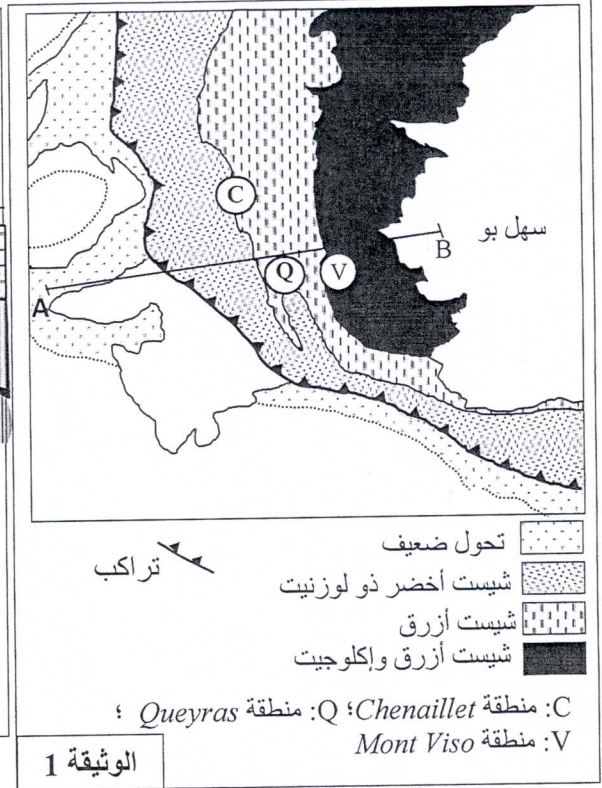 C
سهل بو
B
Q
V
A
تحول ضعيف
شيست أخضر ذو لوزنيت
شيست أزرق
شيست أزرق وإكلوجيت
تراكب
C: منطقة Chenaillet؛ Q: منطقة Queyras ؛
V: منطقة Mont Viso
الوثيقة 1